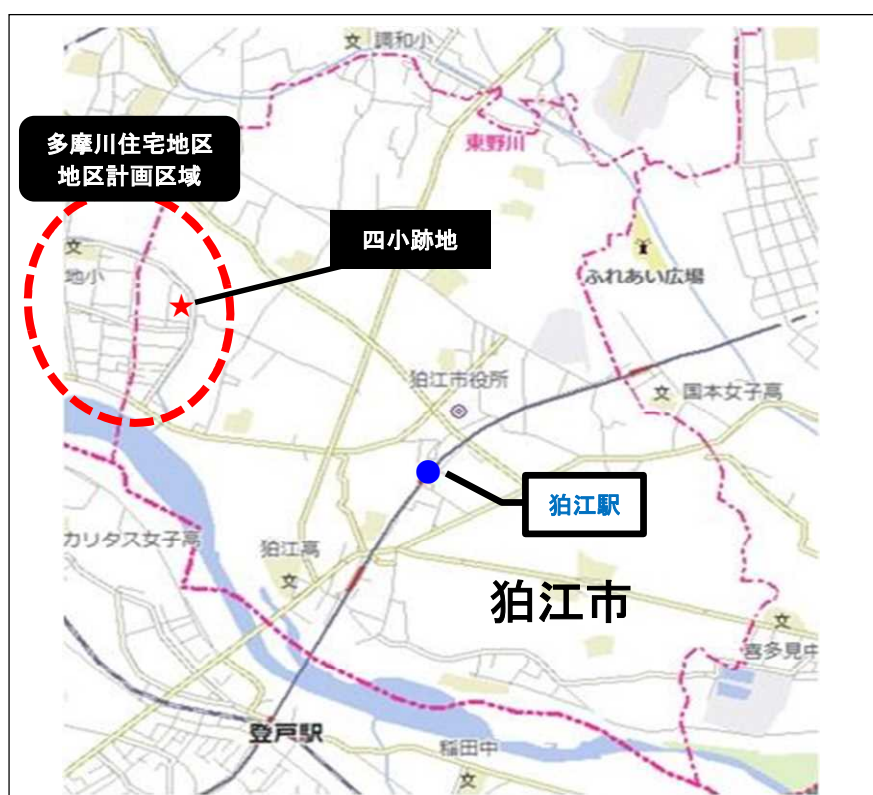 調和小
東野川
多摩川住宅地区
地区計画区域
四小跡地
地小
ふれあい広場
狛江市役所
国本女子高
狛江駅
カリタス女子高
狛江高
狛江市
喜多見中
登戸駅
稲田中